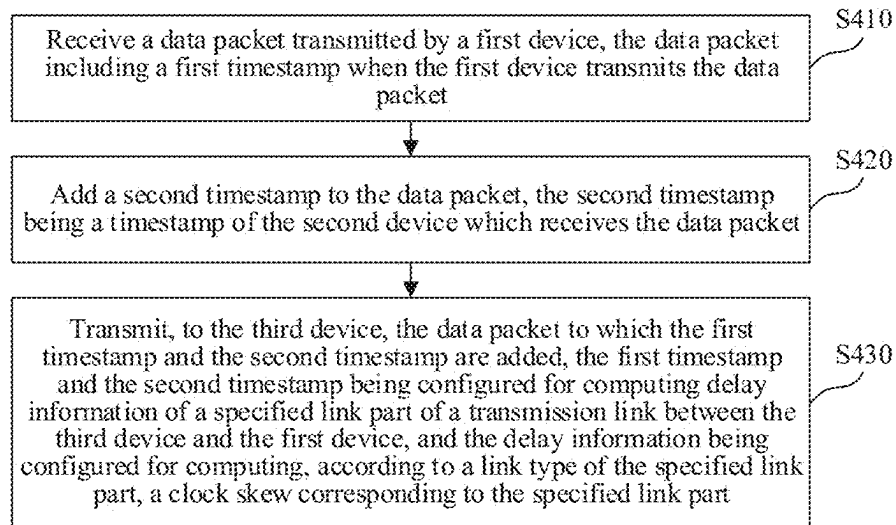 S410
Receive a data packet transmitted by a first device, the data packet
including a first timestamp when the first device transmits the data
packet
S420
Add a second timestamp to the data packet, the second timestamp
being a timestamp of the second device which receives the data packet
S430
Transmit, to the third device, the data packet to which the first
timestamp and the second timestamp are added, the first timestamp
and the second timestamp being configured for computing delay
information of a specified link part of a transmission link between the
third device and the first device, and the delay information being
configured for computing, according to a link type of the specified link
part, a clock skew corresponding to the specified link part